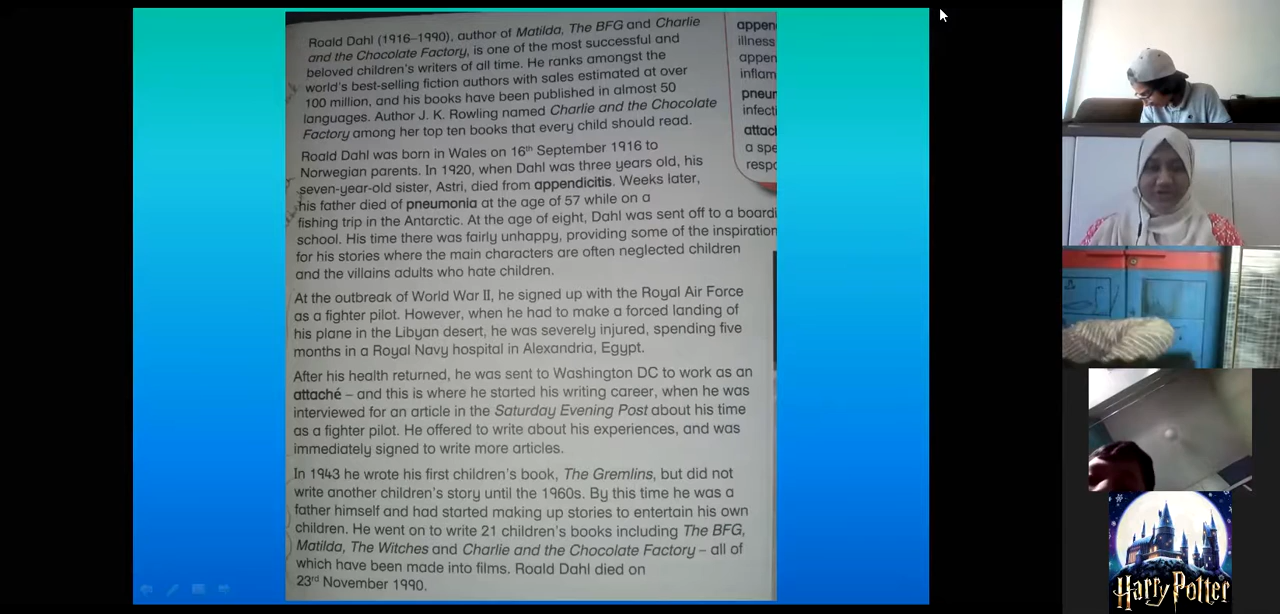 Roald Dahl (1916–1990), author of Matilda, The BFG and Charlie
and the Chocolate Factory, is one of the most successful and
beloved children's writers of all time. He ranks amongst the
world's best-selling fiction authors with sales estimated at over
100 million, and his books have been published in almost 50
languages. Author J. K. Rowling named Charlie and the Chocolate
Factory among her top ten books that every child should read.
Roald Dahl was born in Wales on 16th September 1916 to
Norwegian parents. In 1920, when Dahl was three years old, his
seven-year-old sister, Astri, died from appendicitis. Weeks later,
his father died of pneumonia at the age of 57 while on a
fishing trip in the Antarctic. At the age of eight, Dahl was sent off to a boardi
school. His time there was fairly unhappy, providing some of the inspiration
for his stories where the main characters are often neglected children
and the villains adults who hate children.
At the outbreak of World War II, he signed up with the Royal Air Force
as a fighter pilot. However, when he had to make a forced landing of
his plane in the Libyan desert, he was severely injured, spending five
months in a Royal Navy hospital in Alexandria, Egypt.
After his health returned, he was sent to Washington DC to work as an
attaché – and this is where he started his writing career, when he was
interviewed for an article in the Saturday Evening Post about his time
as a fighter pilot. He offered to write about his experiences, and was
immediately signed to write more articles.
In 1943 he wrote his first children's book, The Gremlins, but did not
write another children's story until the 1960s. By this time he was a
father himself and had started making up stories to entertain his own
children. He went on to write 21 children's books including The BFG,
Matilda, The Witches and Charlie and the Chocolate Factory – all of
which have been made into films. Roald Dahl died on
23rd November 1990.
appen
illness
appen
inflam
pneur
infecti
attach
a spe
respo
Harry Potter